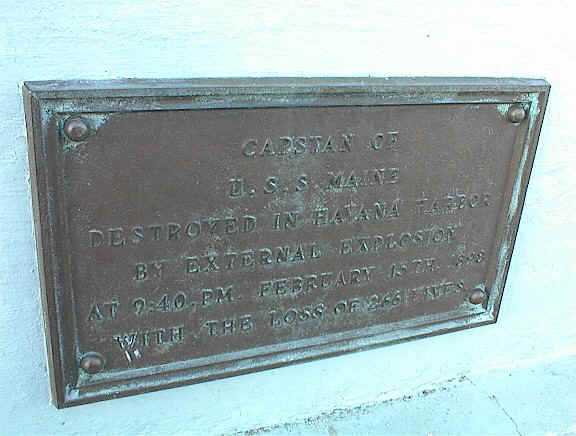 CAPSTAN OF
U.S.S MAINE
DESTROYED IN HAVANA HARBOR
BY EXTERNAL EXPLOSION
AT 9:40.PM. FEBRUARY 15TH. 1898
WITH THE LOSS OF 266 LIVES.